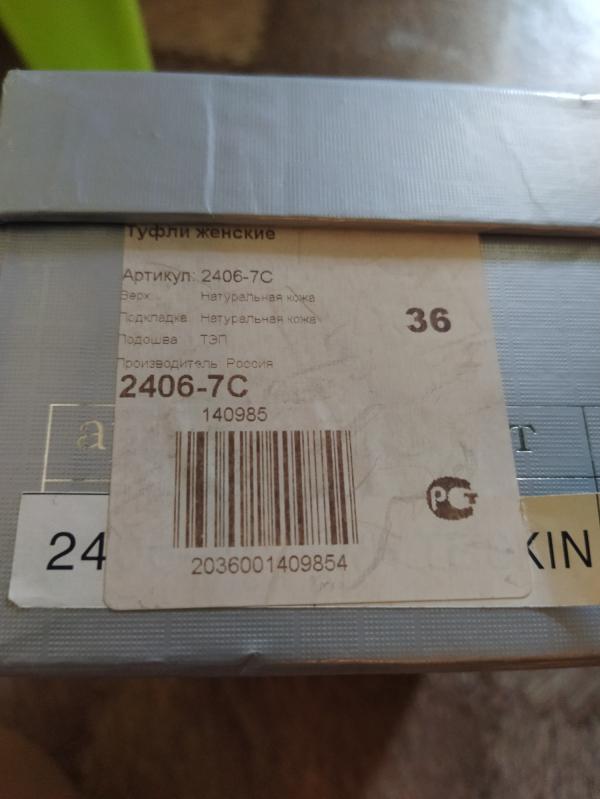 Туфли женские
Артикул: 2406-7С
Верх Натуральная кожа
Подкладка Натуральная кожа
Подошва ТЭП
36
Производитель Россия
2406-7С
140985
2036001409854
РСТ
24
KIN